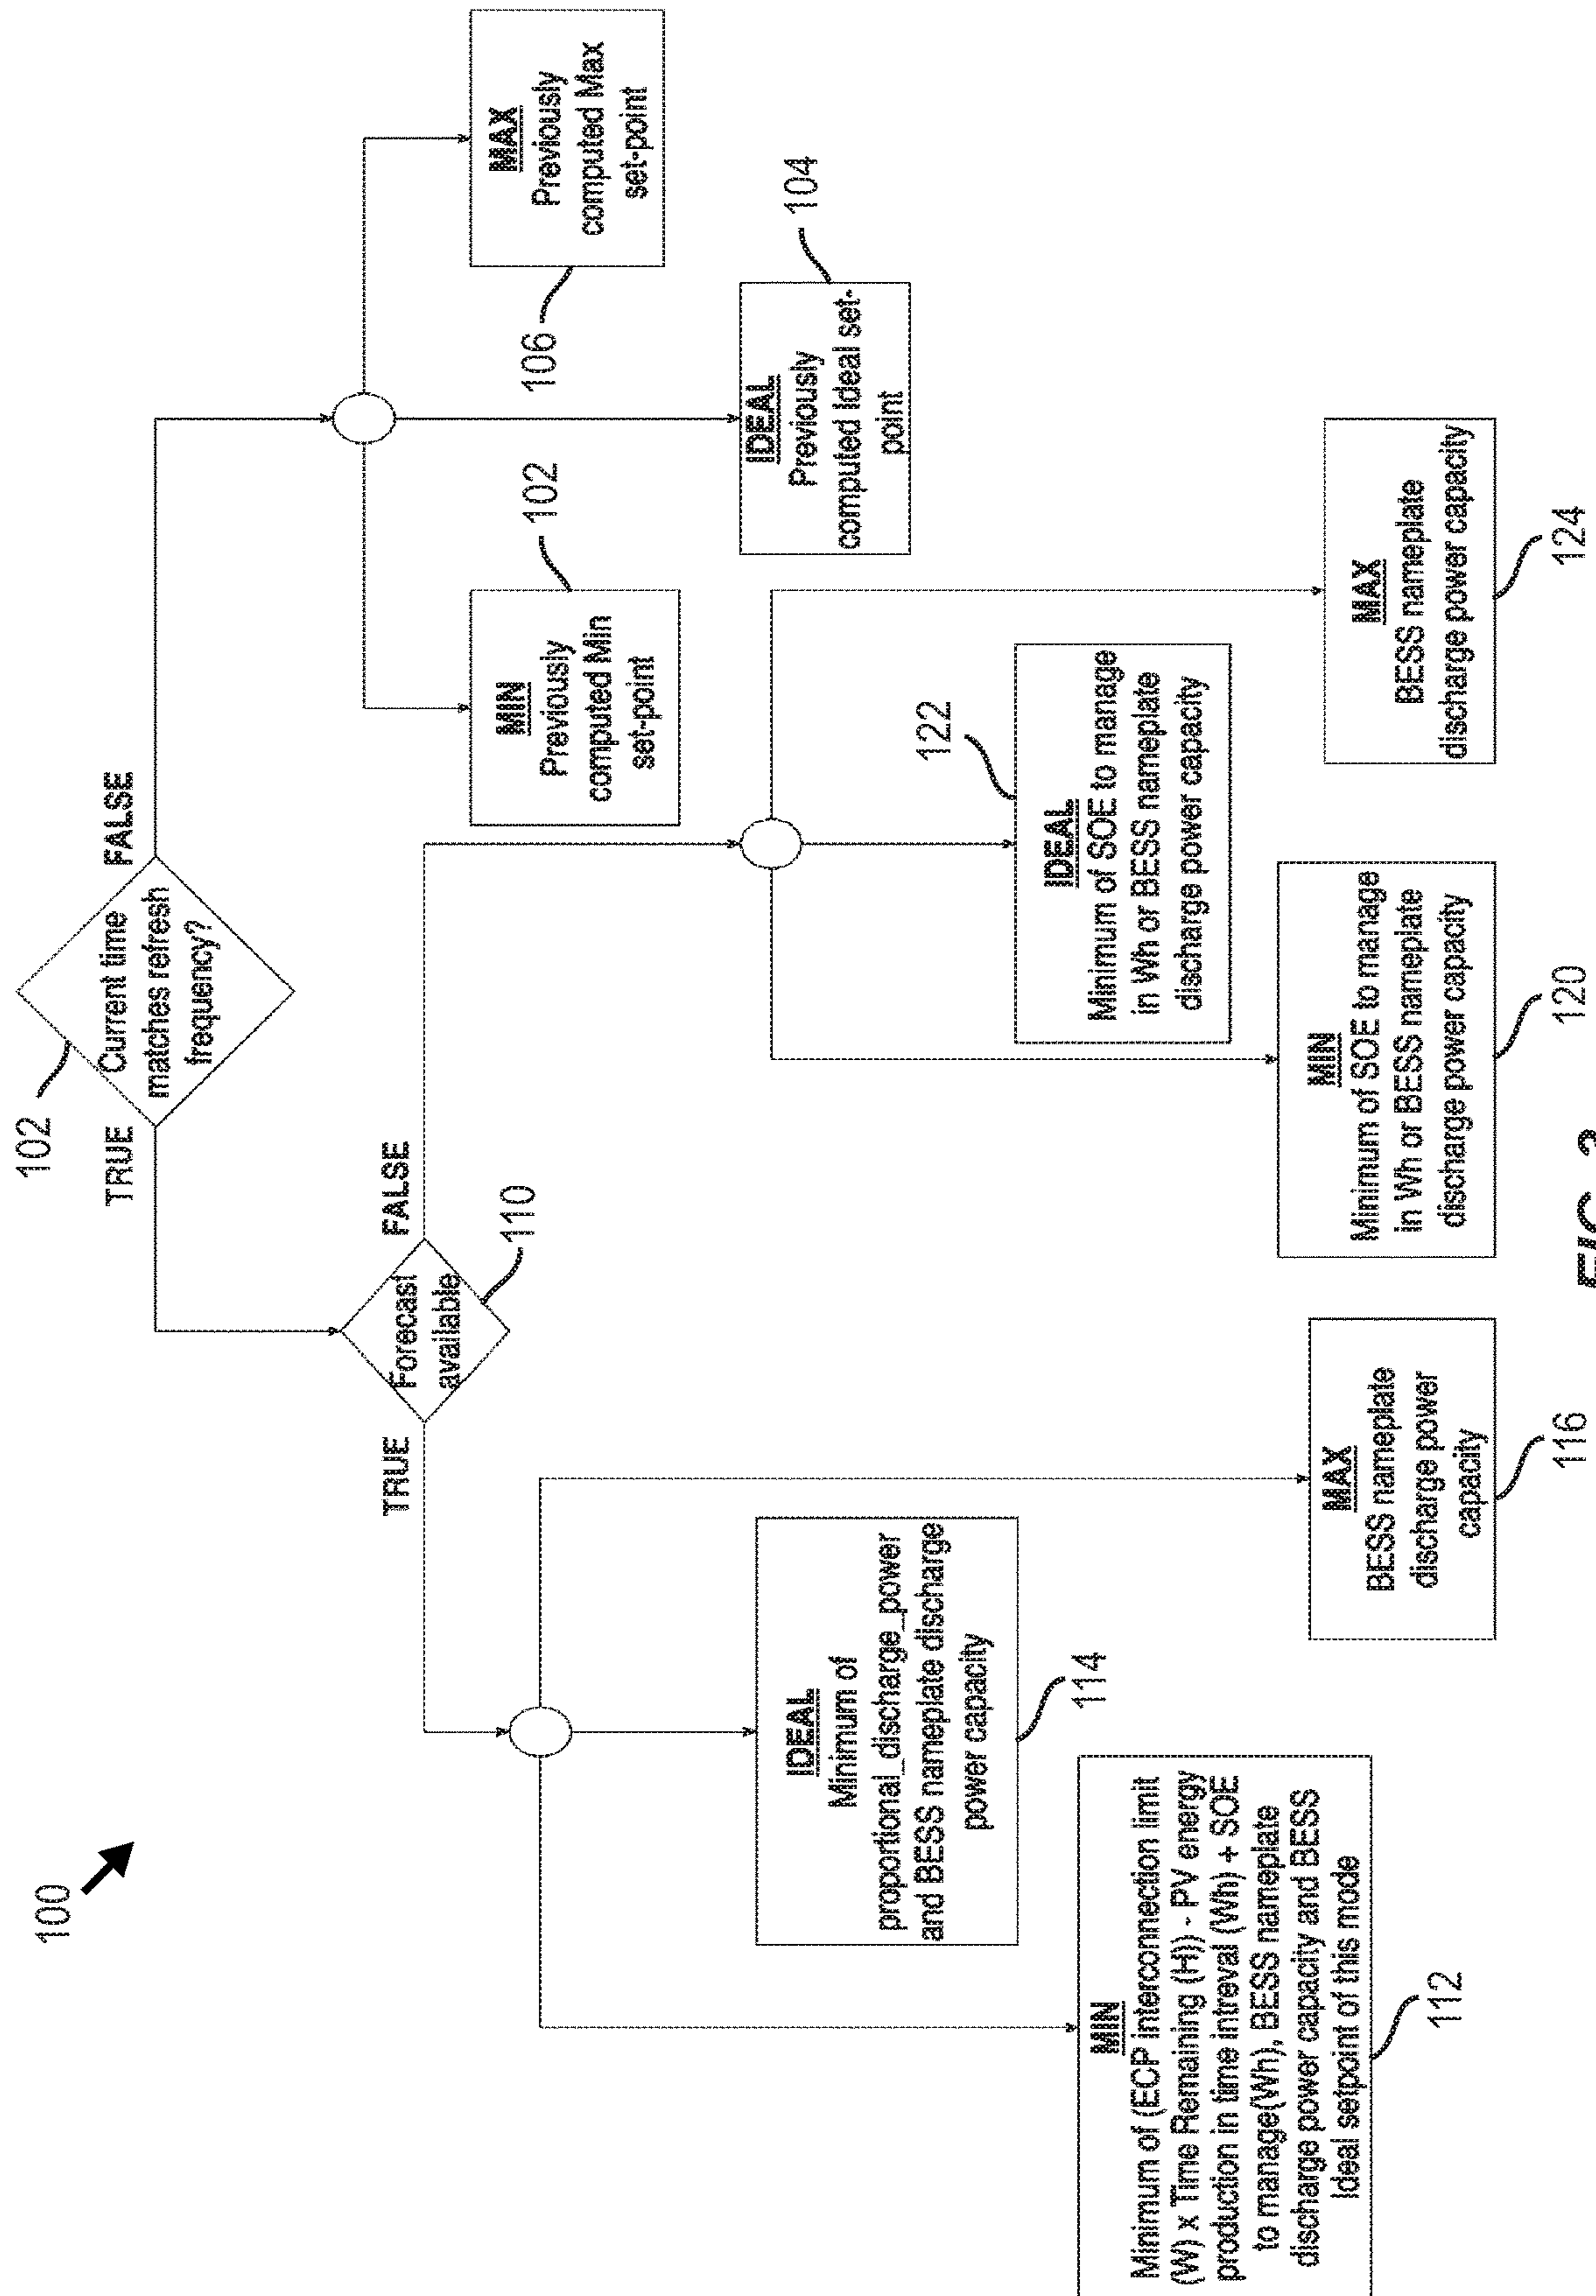 100
102
Current time
matches refresh
frequency?
TRUE
FALSE
106
MAX
Previously
computed Max
set-point
104
IDEAL
Previously
computed Ideal set-
point
102
MIN
Previously
computed Min
set-point
Forecast
available
110
TRUE
FALSE
122
IDEAL
Minimum of SOE to manage
in Wh or BESS nameplate
discharge power capacity
MAX
BESS nameplate
discharge power capacity
124
MIN
Minimum of SOE to manage
in Wh or BESS nameplate
discharge power capacity
120
IDEAL
Minimum of
proportional_discharge_power
and BESS nameplate discharge
power capacity
114
MAX
BESS nameplate
discharge power
capacity
116
MIN
Minimum of (ECP interconnection limit
(W) x Time Remaining (H)) - PV energy
production in time intreval (Wh) + SOE
to manage(Wh), BESS nameplate
discharge power capacity and BESS
Ideal setpoint of this mode
112